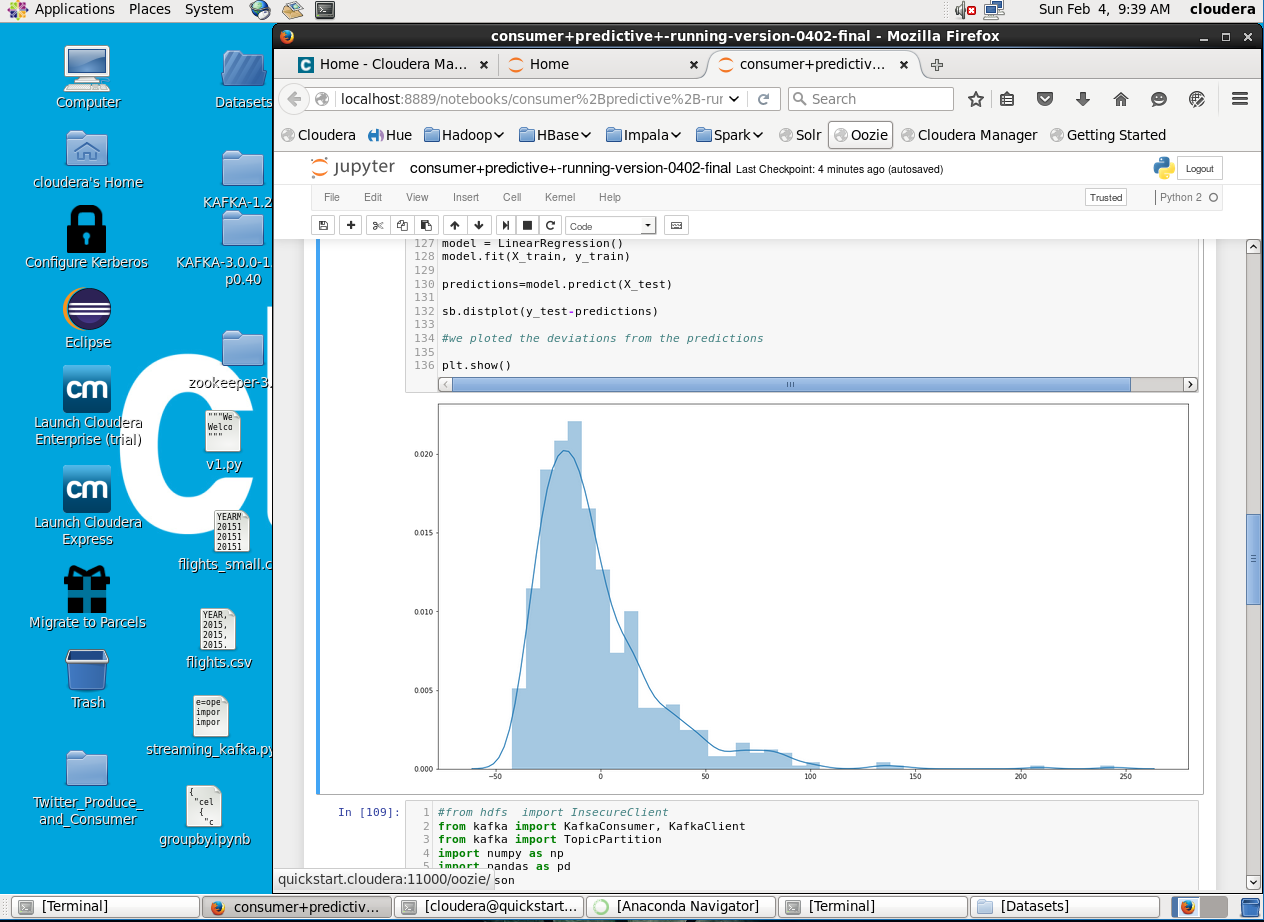 Applications Places System
Sun Feb 4, 9:39 AM cloudera
consumer+predictive+-running-version-0402-final - Mozilla Firefox
Home - Cloudera Ma...
Home
consumer+predictiv...
localhost:8889/notebooks/consumer%2Bpredictive%2B-rur
Search
Cloudera Hue Hadoop HBase Impala Spark Solr Oozie Cloudera Manager Getting Started
jupyter consumer+predictive+-running-version-0402-final Last Checkpoint: 4 minutes ago (autosaved)
Logout
File Edit View Insert Cell Kernel Help
Trusted
Python 2
Code
127 model = LinearRegression()
128 model.fit(X_train, y_train)
129
130 predictions=model.predict(X_test)
131
132 sb.distplot(y_test-predictions)
133
134 #we ploted the deviations from the predictions
135
136 plt.show()
0.020
0.015
0.010
0.005
0.000
−50 0 50 100 150 200 250
In [109]:
1 #from hdfs  import InsecureClient
2 from kafka import KafkaConsumer, KafkaClient
3 from kafka import TopicPartition
4 import numpy as np
5 import pandas as pd
son
quickstart.cloudera:11000/oozie/
Computer
cloudera's Home
Configure Kerberos
Eclipse
cm
Launch Cloudera
Enterprise (trial)
cm
Launch Cloudera
Express
Migrate to Parcels
Trash
Twitter_Produce_
and_Consumer
Datasets
KAFKA-1.2
KAFKA-3.0.0-1.
p0.40
zookeeper-3.
"""We
Welco
"""
v1.py
YEARM
20151
20151
20151
flights_small.c
YEAR,
2015,
2015,
2015.
flights.csv
e=ope
impor
impor
streaming_kafka.py
{
"cel
{
"c
groupby.ipynb
[Terminal]
consumer+predictiv...
[cloudera@quickstart...
[Anaconda Navigator]
[Terminal]
[Datasets]